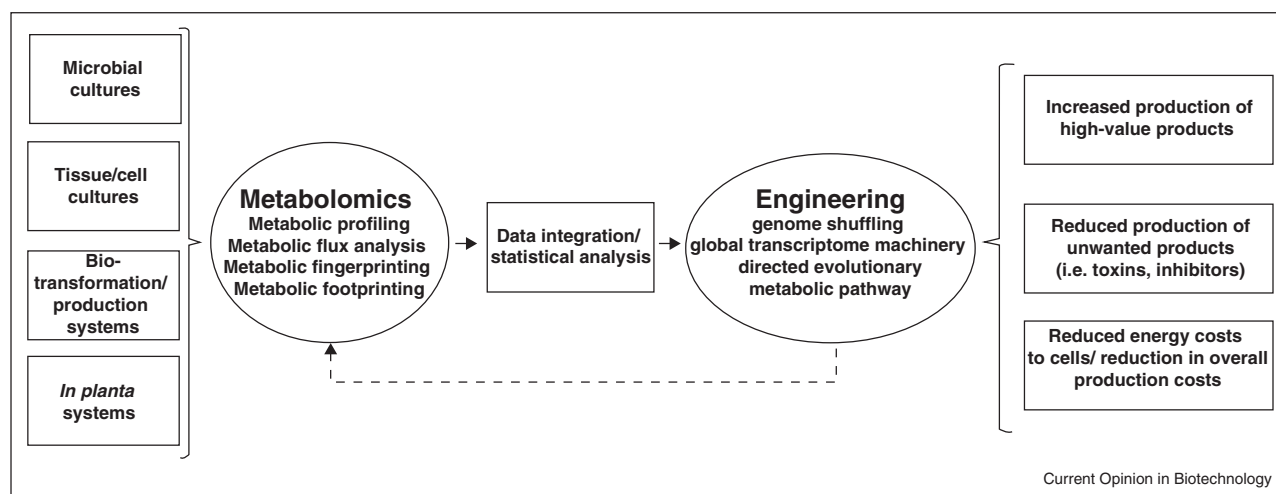 Microbial
cultures
Tissue/cell
cultures
Bio-
transformation/
production
systems
In planta
systems
Metabolomics
Metabolic profiling
Metabolic flux analysis
Metabolic fingerprinting
Metabolic footprinting
Data integration/
statistical analysis
Engineering
genome shuffling
global transcriptome machinery
directed evolutionary
metabolic pathway
Increased production of
high-value products
Reduced production of
unwanted products
(i.e. toxins, inhibitors)
Reduced energy costs
to cells/ reduction in overall
production costs
Current Opinion in Biotechnology